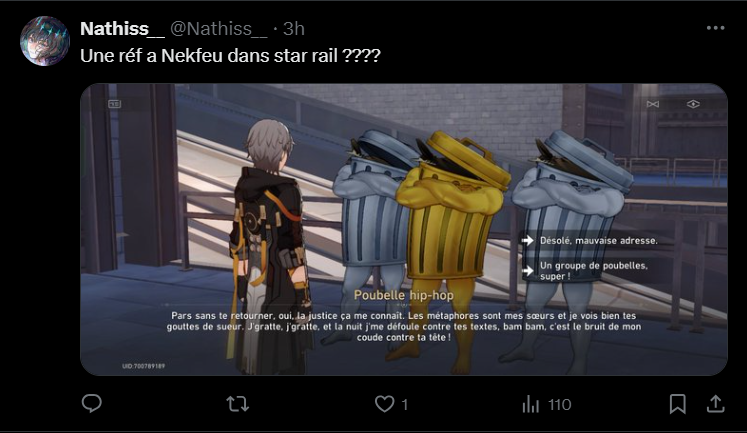 Nathiss__ @Nathiss__ · 3h
Une réf a Nekfeu dans star rail ????
Désolé, mauvaise adresse.
Un groupe de poubelles,
super !
Poubelle hip-hop
Pars sans te retourner, oui, la justice ça me connaît. Les métaphores sont mes sœurs et je vois bien tes
gouttes de sueur. J'gratte, j'gratte, et la nuit j'me défoule contre tes textes, bam bam, c'est le bruit de mon
coude contre ta tête !
UID:700789189
1
110